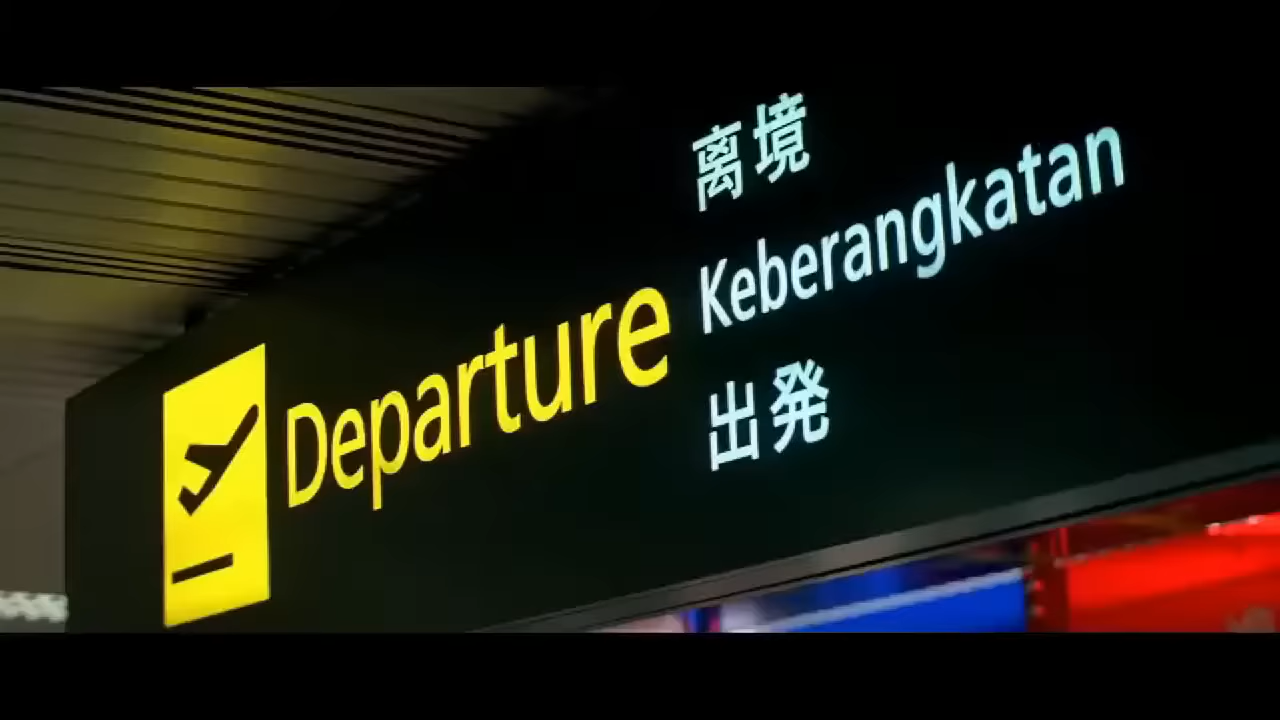 Departure
离境
Keberangkatan
出発